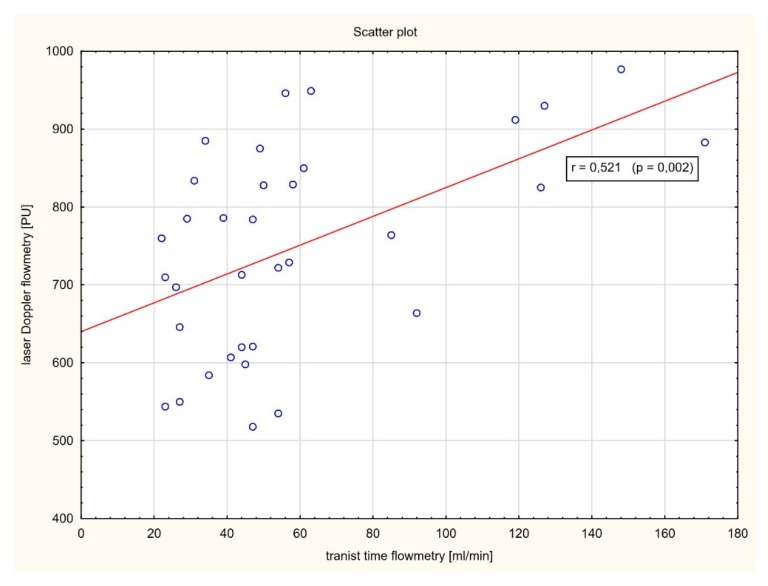 Scatter plot
1000
900
800
700
600
500
400
laser Doppler flowmetry [PU]
r = 0,521 (p = 0,002)
0 20 40 60 80 100 120 140 160 180
tranist time flowmetry [ml/min]